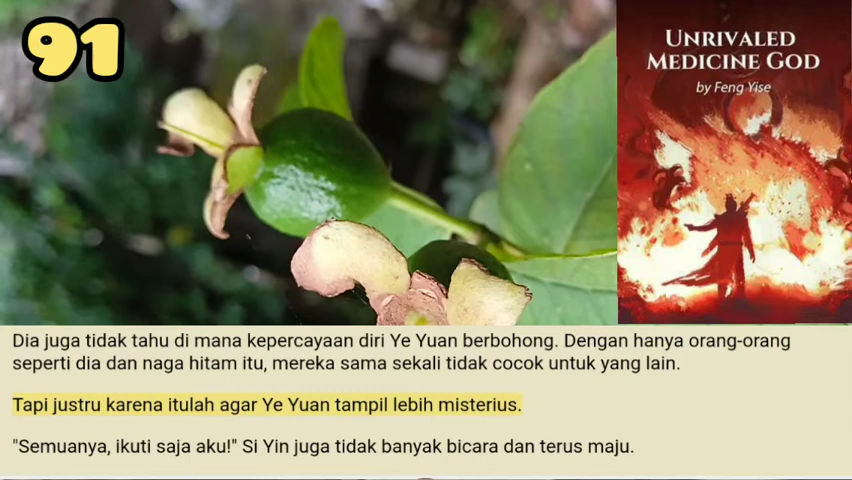 91
UNRIVALED
MEDICINE GOD
by Feng Yise
Dia juga tidak tahu di mana kepercayaan diri Ye Yuan berbohong. Dengan hanya orang-orang
seperti dia dan naga hitam itu, mereka sama sekali tidak cocok untuk yang lain.
Tapi justru karena itulah agar Ye Yuan tampil lebih misterius.
"Semuanya, ikuti saja aku!" Si Yin juga tidak banyak bicara dan terus maju.